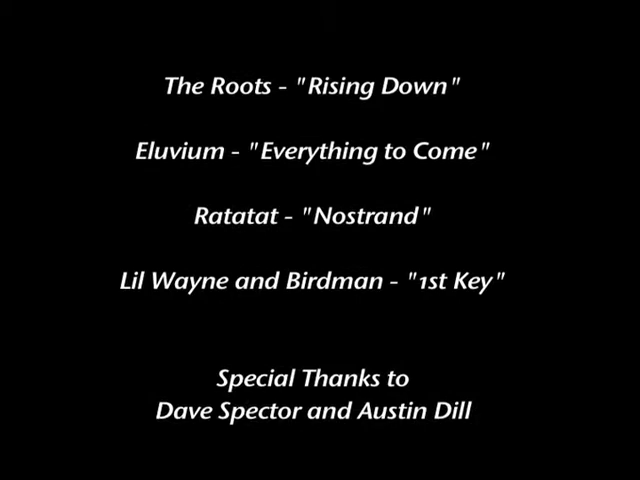 The Roots - "Rising Down"
Eluvium - "Everything to Come"
Ratatat - "Nostrand"
Lil Wayne and Birdman - "1st Key"
Special Thanks to
Dave Spector and Austin Dill